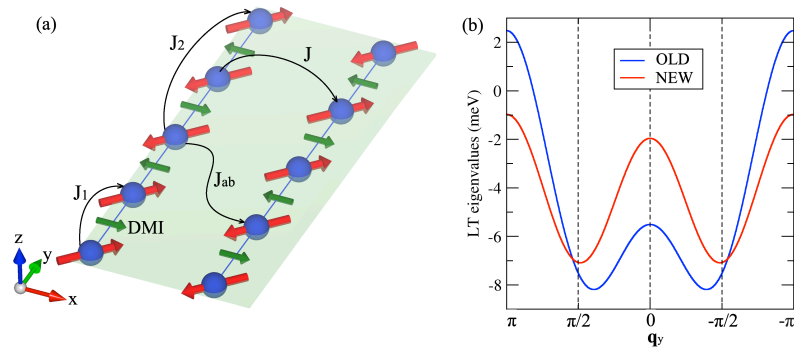 (a)
J2
J
Jab
J1
DMI
z
y
x
(b)
OLD
NEW
LT eigenvalues (meV)
2
0
-2
-4
-6
-8
π
π/2
0
-π/2
-π
qy